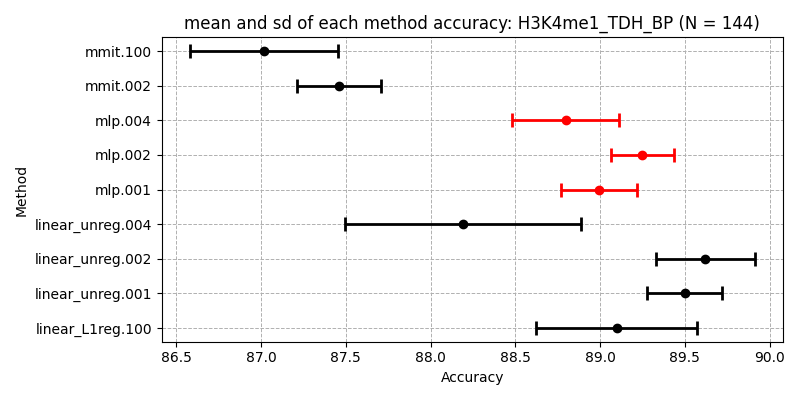 mean and sd of each method accuracy: H3K4me1_TDH_BP (N = 144)
mmit.100
mmit.002
mlp.004
mlp.002
mlp.001
linear_unreg.004
linear_unreg.002
linear_unreg.001
linear_L1reg.100
Method
86.5 87.0 87.5 88.0 88.5 89.0 89.5 90.0
Accuracy